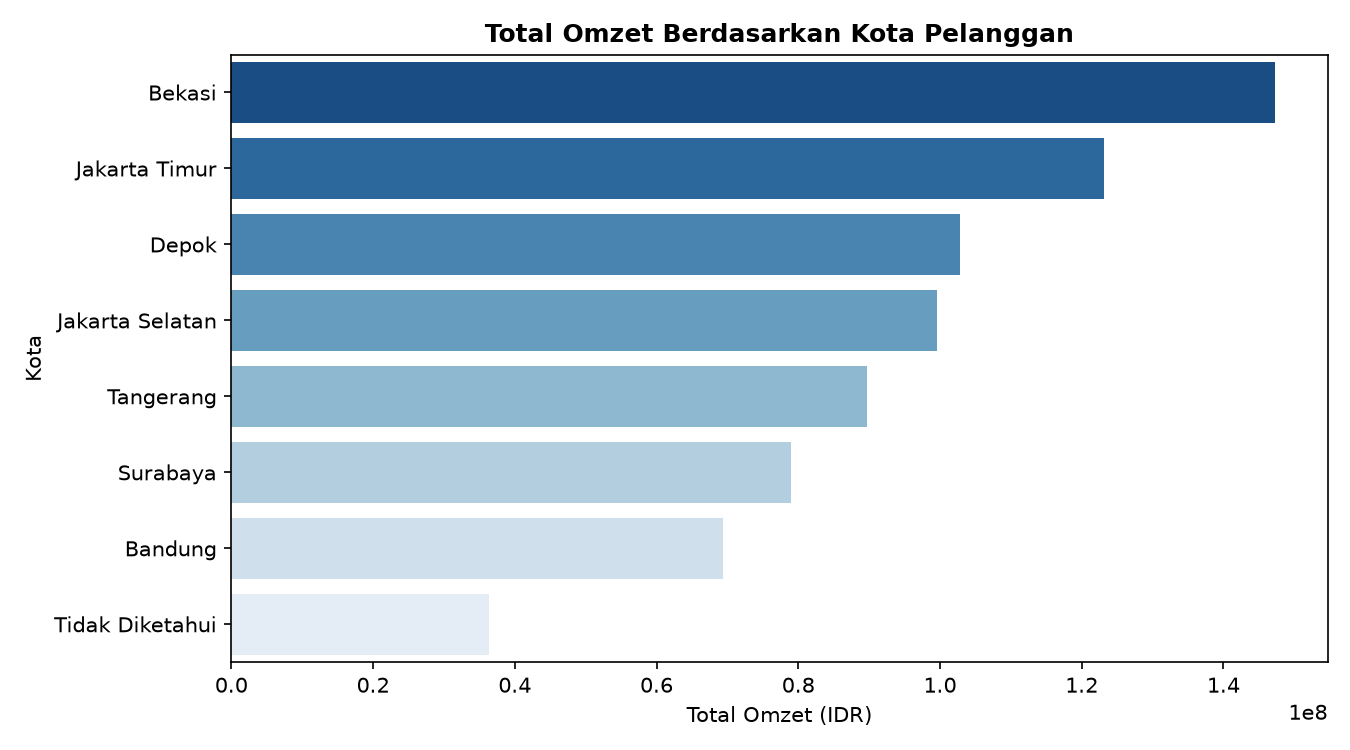 Total Omzet Berdasarkan Kota Pelanggan
Bekasi
Jakarta Timur
Depok
Jakarta Selatan
Tangerang
Surabaya
Bandung
Tidak Diketahui
Kota
0.0 0.2 0.4 0.6 0.8 1.0 1.2 1.4
Total Omzet (IDR)
1e8